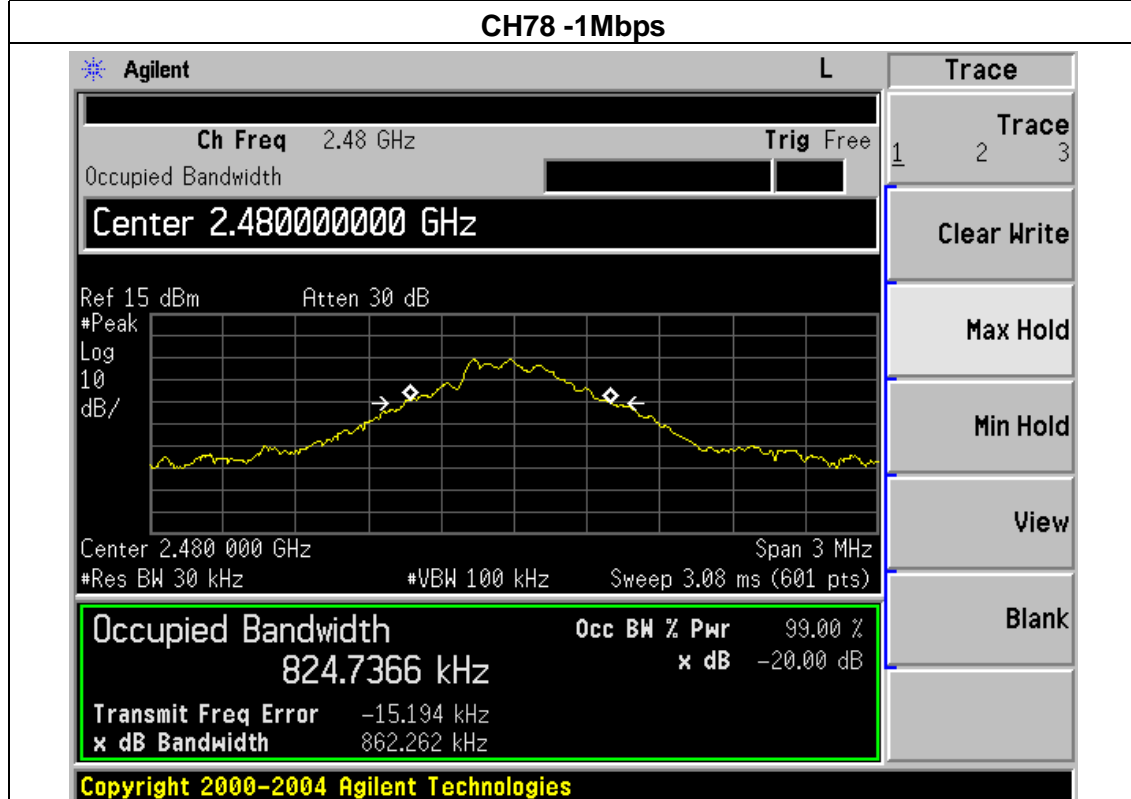 CH78 -1Mbps
Agilent L Trace
Ch Freq 2.48 GHz Trig Free
Occupied Bandwidth
Center 2.480000000 GHz
Ref 15 dBm Atten 30 dB
#Peak
Log
10
dB/
Center 2.480 000 GHz Span 3 MHz
#Res BW 30 kHz #VBW 100 kHz Sweep 3.08 ms (601 pts)
Occupied Bandwidth Occ BW % Pwr 99.00 %
824.7366 kHz x dB -20.00 dB
Transmit Freq Error -15.194 kHz
x dB Bandwidth 862.262 kHz
Copyright 2000-2004 Agilent Technologies
Trace
1 2 3
Clear Write
Max Hold
Min Hold
View
Blank